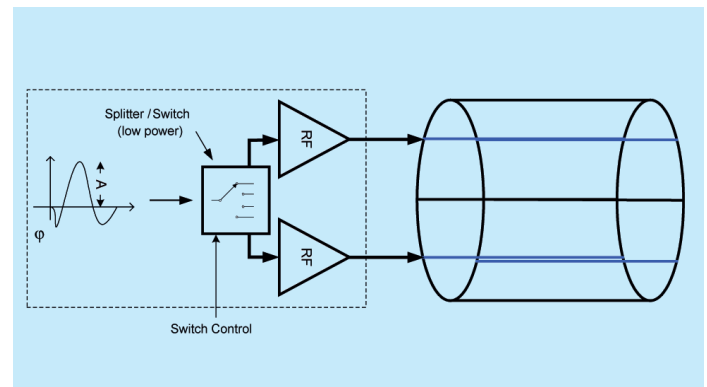 Splitter / Switch
(low power)
RF
A
φ
RF
Switch Control